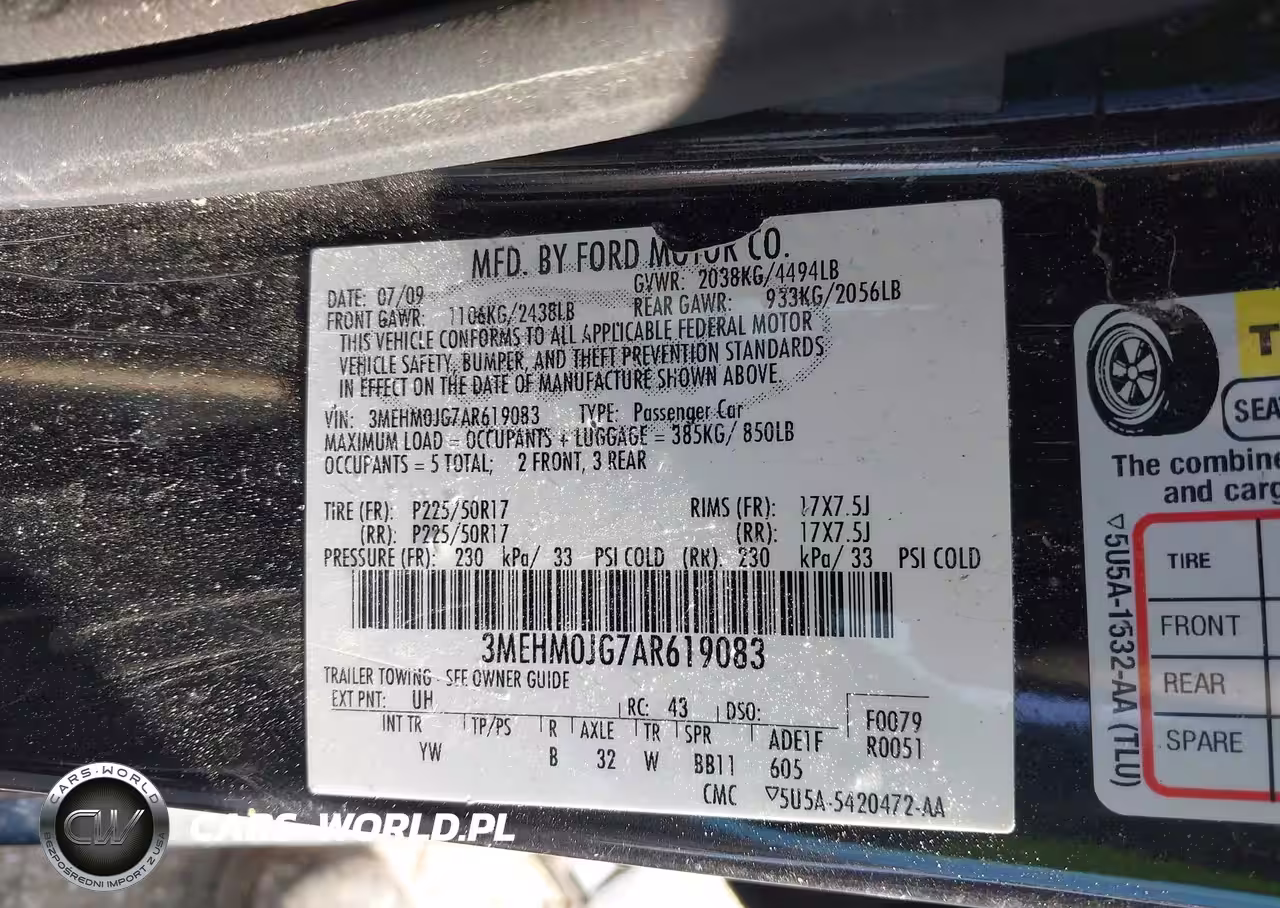 MFD. BY FORD MOTOR CO.
DATE: 07/09 GVWR: 2038KG/4494LB
FRONT GAWR: 1106KG/2438LB REAR GAWR: 933KG/2056LB
THIS VEHICLE CONFORMS TO ALL APPLICABLE FEDERAL MOTOR
VEHICLE SAFETY, BUMPER, AND THEFT PREVENTION STANDARDS
IN EFFECT ON THE DATE OF MANUFACTURE SHOWN ABOVE.
VIN: 3MEHM0JG7AR619083 TYPE: Passenger Car
MAXIMUM LOAD = OCCUPANTS + LUGGAGE = 385KG/ 850LB
OCCUPANTS = 5 TOTAL; 2 FRONT, 3 REAR
TIRE (FR): P225/50R17 RIMS (FR): 17X7.5J
(RR): P225/50R17 (RR): 17X7.5J
PRESSURE (FR): 230 kPa/ 33 PSI COLD (RR) 230 kPa/ 33 PSI COLD
3MEHM0JG7AR619083
TRAILER TOWING - SEE OWNER GUIDE
EXT PNT: UH RC: 43 DSO:
INT TR TP/PS R AXLE TR SPR ADE1F F0079
YW B 32 W BB11 605 R0051
CMC ▽5U5A-5420472-AA
T
SEA
The combine
and carg
TIRE
FRONT
REAR
SPARE
▽5U5A-1532-AA (TLU)
CARS-WORLD
CW
BEZPOŚREDNI IMPORT Z USA
CARS-WORLD.PL